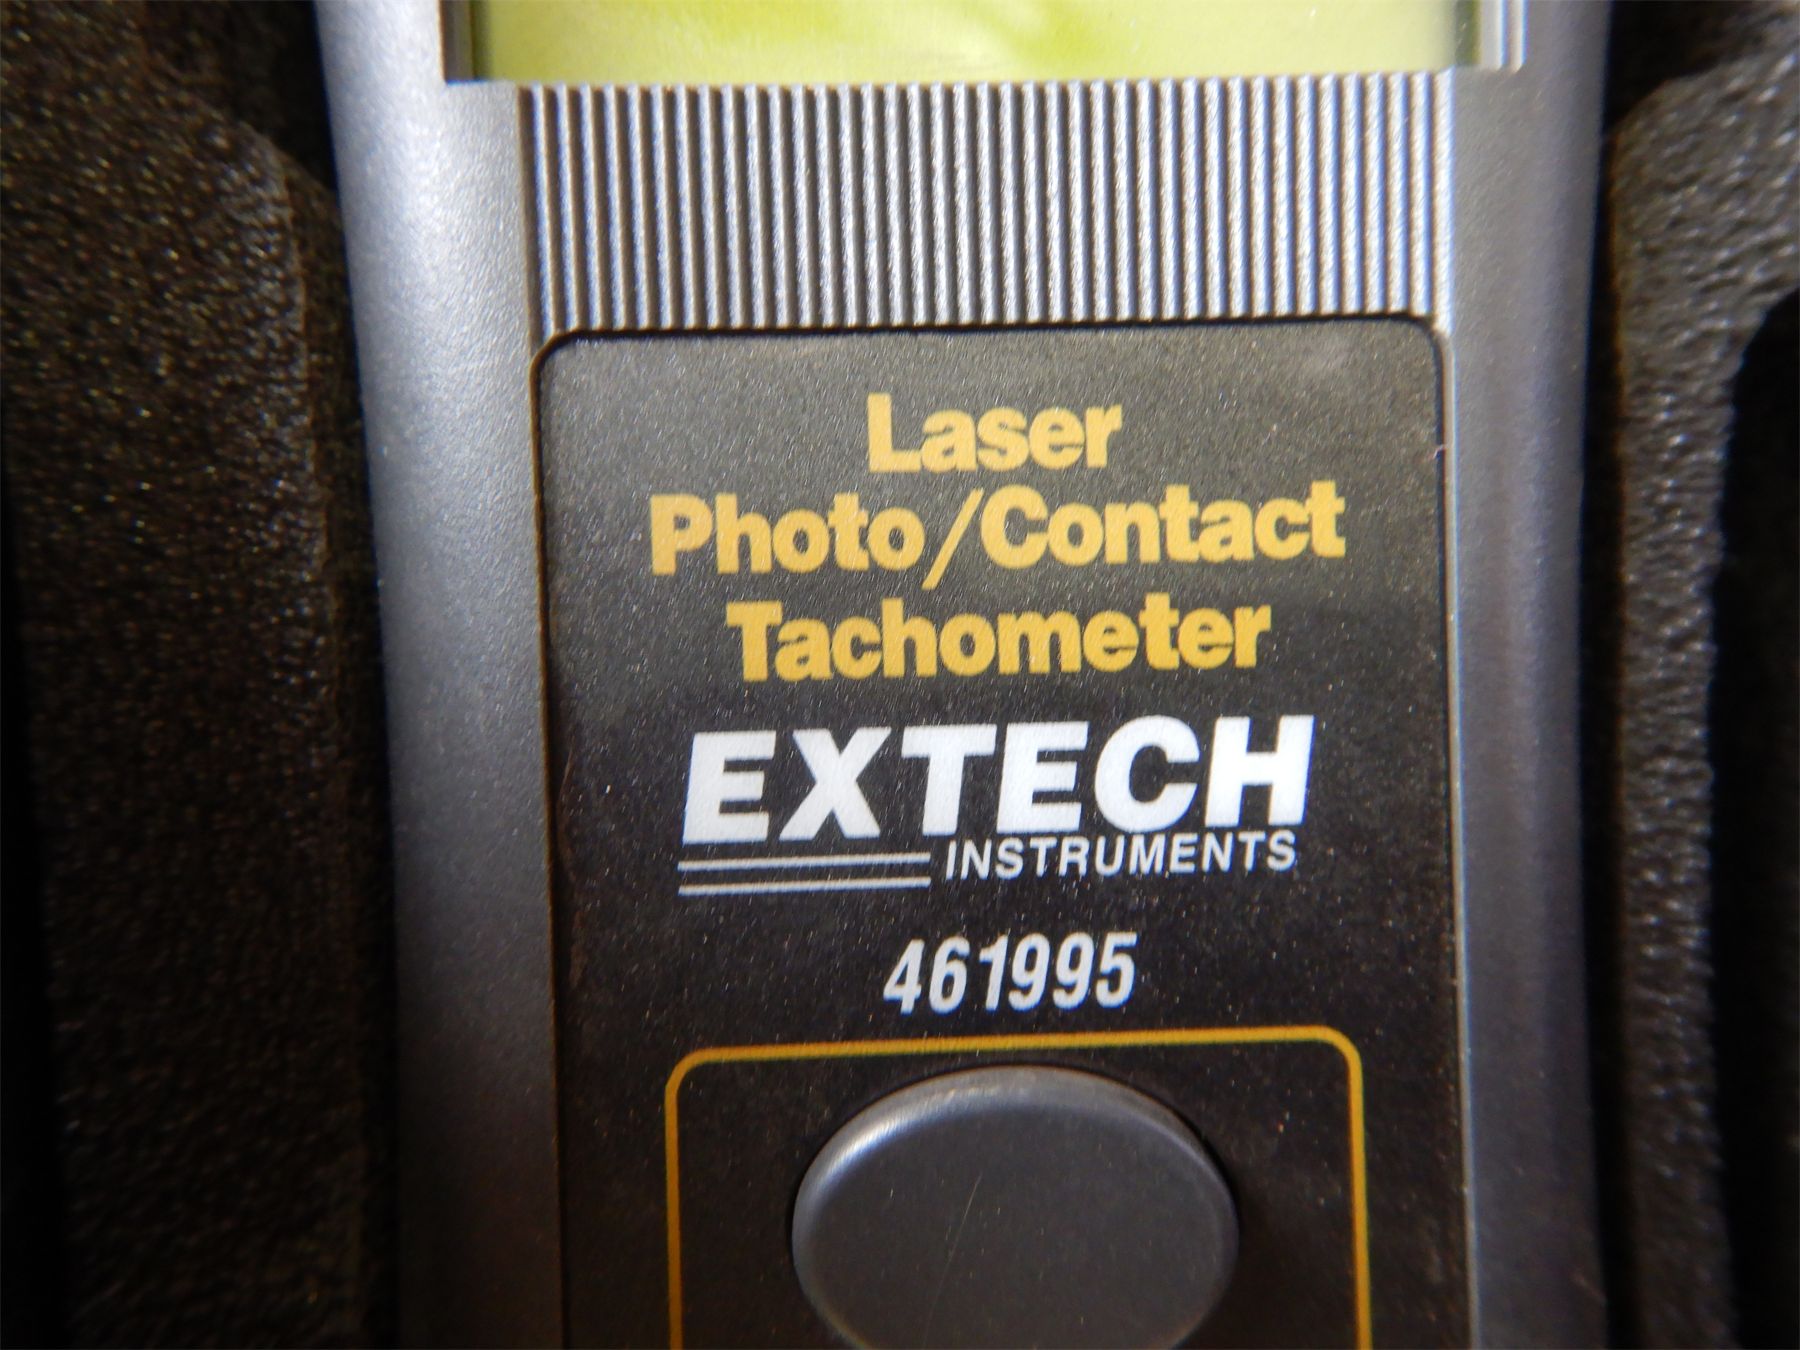 Laser
Photo/Contact
Tachometer
EXTECH
INSTRUMENTS
461995